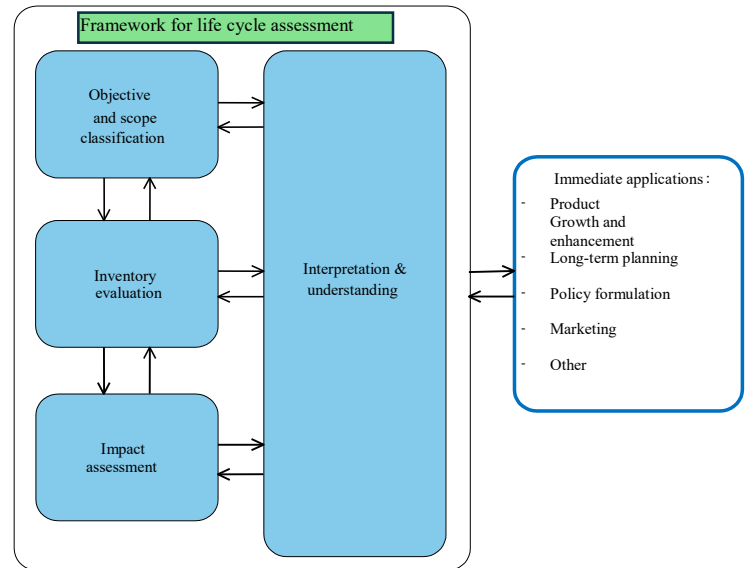 Framework for life cycle assessment
Objective
and scope
classification
Inventory
evaluation
Impact
assessment
Interpretation &
understanding
Immediate applications:
- Product
Growth and
enhancement
- Long-term planning
- Policy formulation
- Marketing
- Other